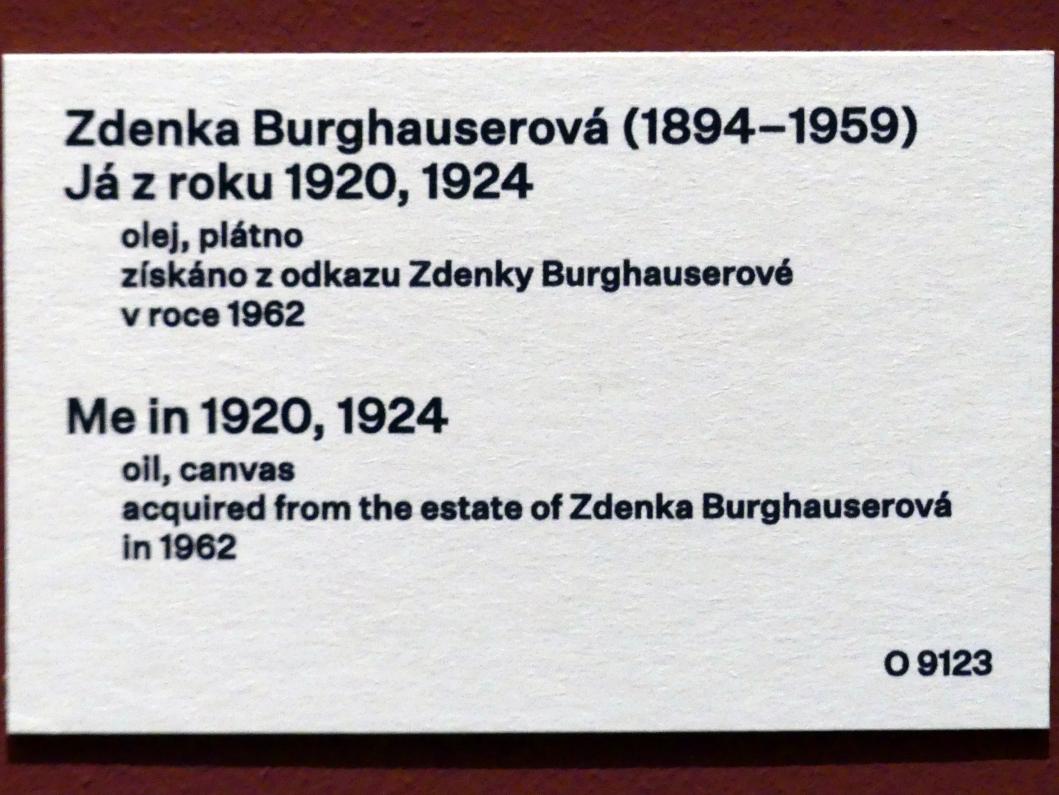 Zdenka Burghauserová (1894–1959)
Já z roku 1920, 1924
olej, plátno
získáno z odkazu Zdenky Burghauserové
v roce 1962
Me in 1920, 1924
oil, canvas
acquired from the estate of Zdenka Burghauserová
in 1962
O 9123